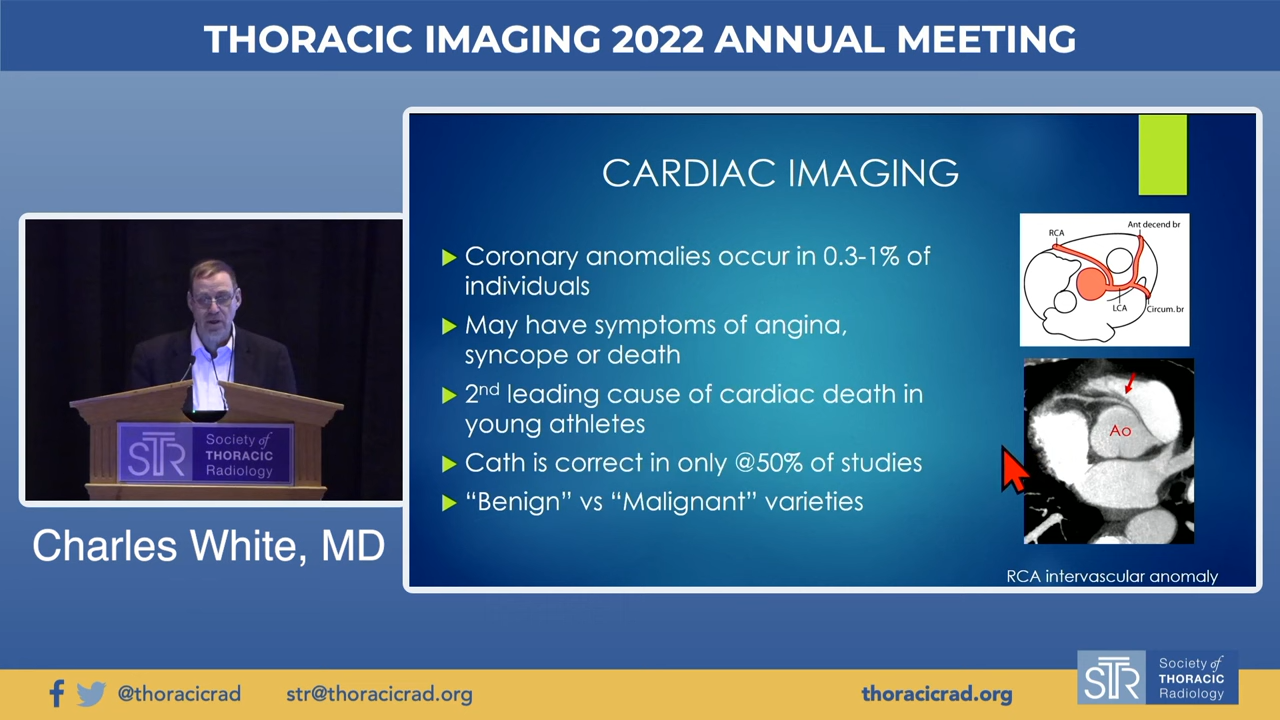 THORACIC IMAGING 2022 ANNUAL MEETING
CARDIAC IMAGING
Coronary anomalies occur in 0.3-1% of
individuals
May have symptoms of angina,
syncope or death
2nd leading cause of cardiac death in
young athletes
Cath is correct in only @50% of studies
“Benign” vs “Malignant” varieties
RCA
Ant decend br
LCA
Circum. br
Ao
RCA intervascular anomaly
STR
Society of
THORACIC
Radiology
Charles White, MD
@thoracicrad
str@thoracicrad.org
thoracicrad.org
STR
Society of
THORACIC
Radiology